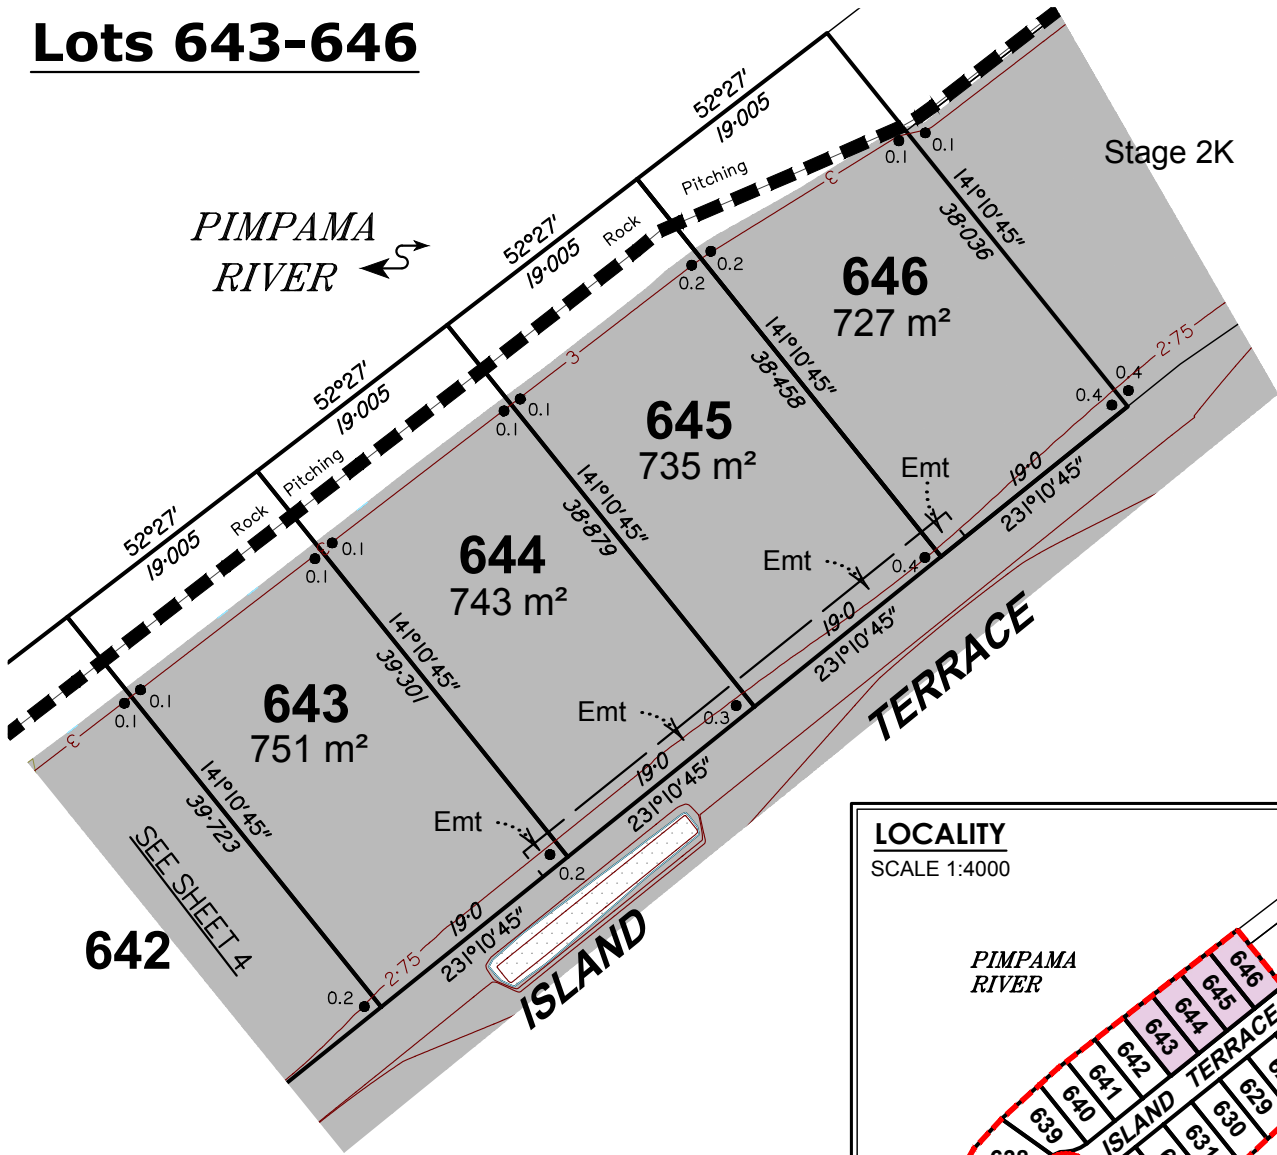 Lots 643-646
PIMPAMA
RIVER
Stage 2K
52°27'
19·005
52°27'
19·005
52°27'
19·005
52°27'
19·005
Rock
Pitching
Rock
Pitching
3
3
3
3
0.1
0.1
0.2
0.2
0.1
0.1
0.1
0.1
0.1
0.1
646
727 m²
645
735 m²
644
743 m²
643
751 m²
642
SEE SHEET 4
141°10'45"
38·036
141°10'45"
38·458
141°10'45"
38·879
141°10'45"
39·301
141°10'45"
39·723
2·75
0.4
0.4
0.4
0.3
0.2
0.2
2·75
Emt
Emt
Emt
Emt
19·0
231°10'45"
19·0
231°10'45"
19·0
231°10'45"
19·0
231°10'45"
ISLAND
TERRACE
LOCALITY
SCALE 1:4000
PIMPAMA
RIVER
646
645
644
643
642
641
640
639
ISLAND TERRACE
629
630
631